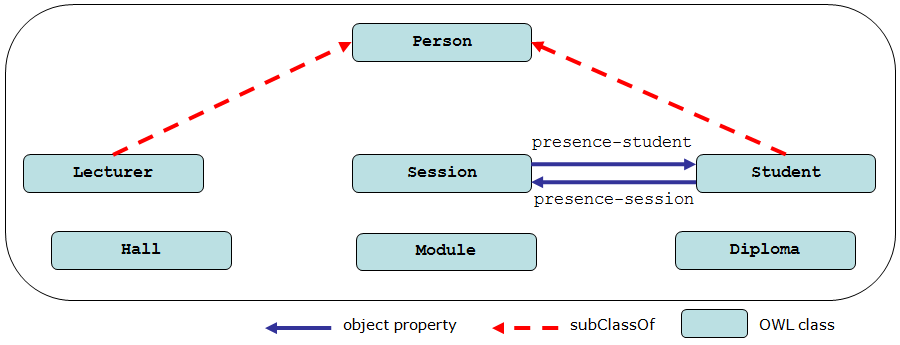 Person
presence-student
Lecturer
Session
Student
presence-session
Hall
Module
Diploma
object property
subClassOf
OWL class